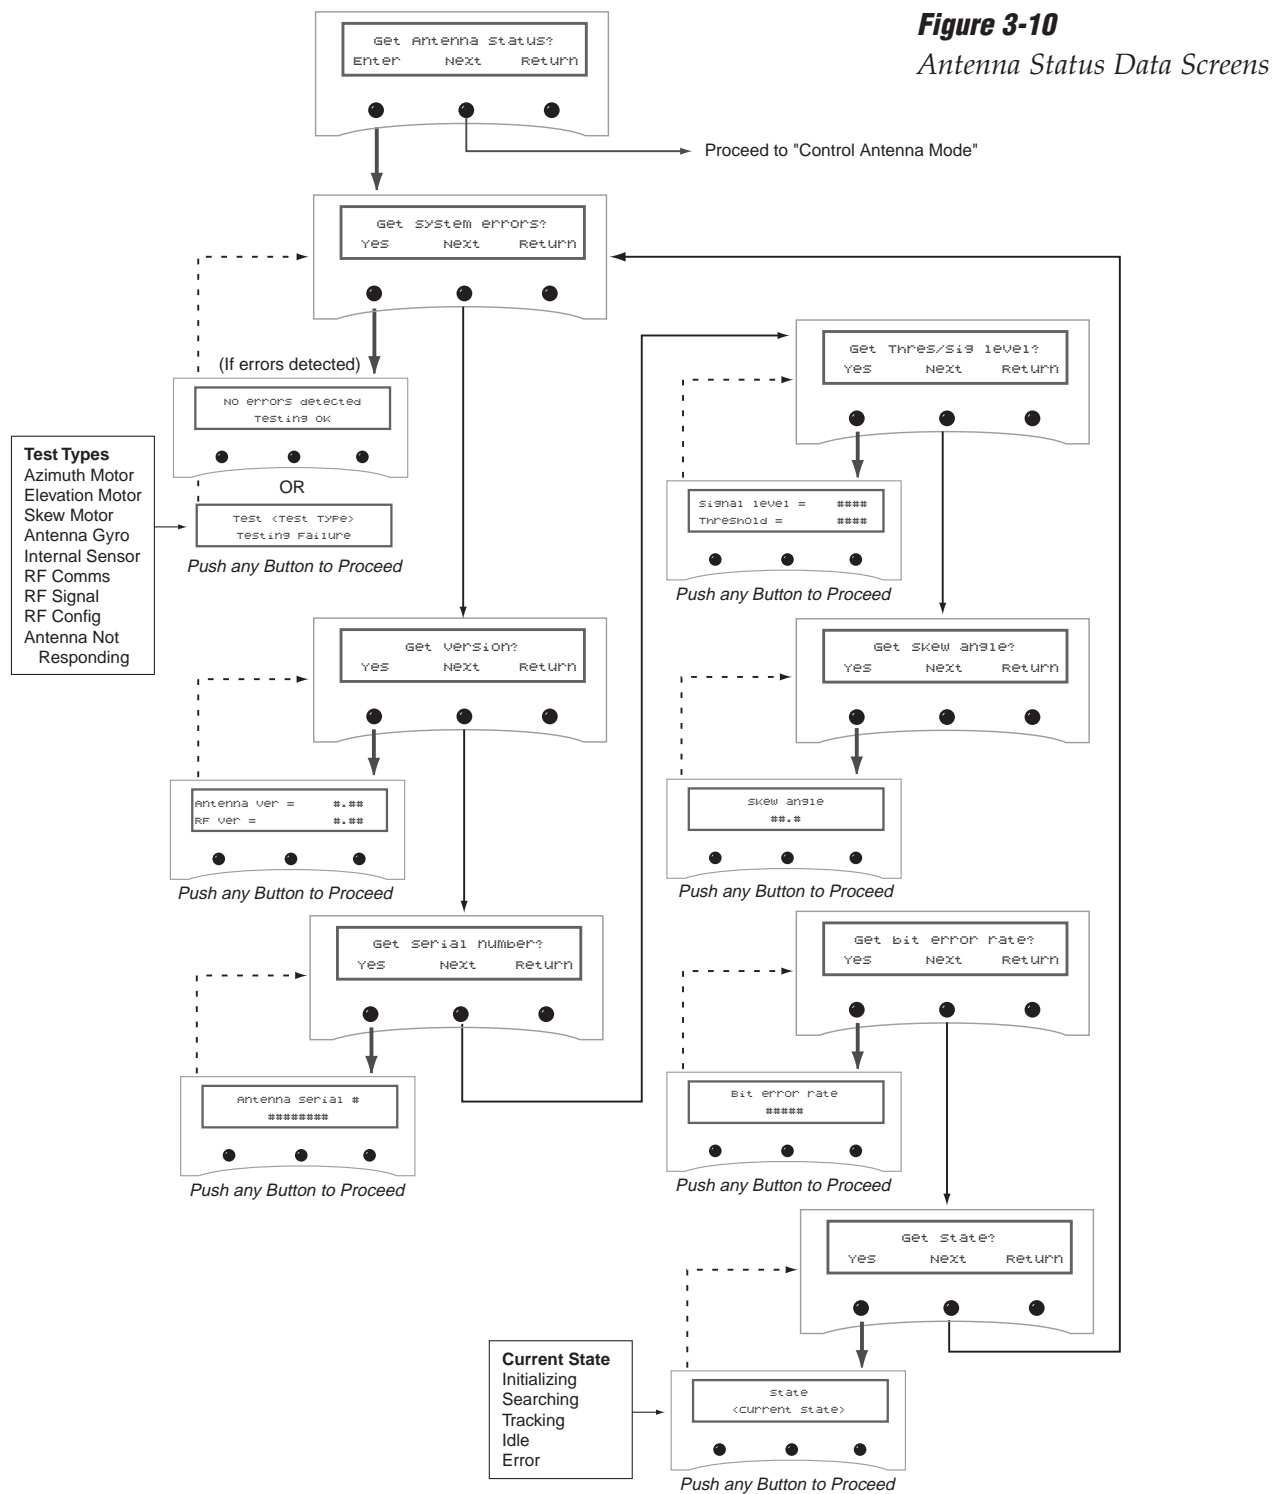 Figure 3-10
Antenna Status Data Screens
Get Antenna Status?
Enter Next Return
Proceed to "Control Antenna Mode"
Get system errors?
Yes Next Return
(If errors detected)
No errors detected
Testing OK
OR
Test <Test Type>
Testing Failure
Push any Button to Proceed
Test Types
Azimuth Motor
Elevation Motor
Skew Motor
Antenna Gyro
Internal Sensor
RF Comms
RF Signal
RF Config
Antenna Not
Responding
Get version?
Yes Next Return
Antenna Ver = #.##
RF Ver = #.##
Push any Button to Proceed
Get serial number?
Yes Next Return
Antenna Serial #
########
Push any Button to Proceed
Get Thres/Sig level?
Yes Next Return
Signal level = ####
Threshold = ####
Push any Button to Proceed
Get skew angle?
Yes Next Return
Skew angle
##.#
Push any Button to Proceed
Get bit error rate?
Yes Next Return
Bit error rate
#####
Push any Button to Proceed
Get state?
Yes Next Return
Current State
Initializing
Searching
Tracking
Idle
Error
State
<current state>
Push any Button to Proceed